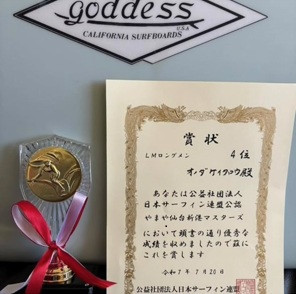 goddess
U.S.A
CALIFORNIA SURFBOARDS
賞状
LMロングメン 4位
オノダケイイチロウ殿
あなたは公益社団法人
日本サーフィン連盟公認
やまや仙台新港マスターズ
において頭書の通り優秀な
成績を収めましたので茲に
これを賞します
令和7年7月20日
公益社団法人日本サーフィン連盟